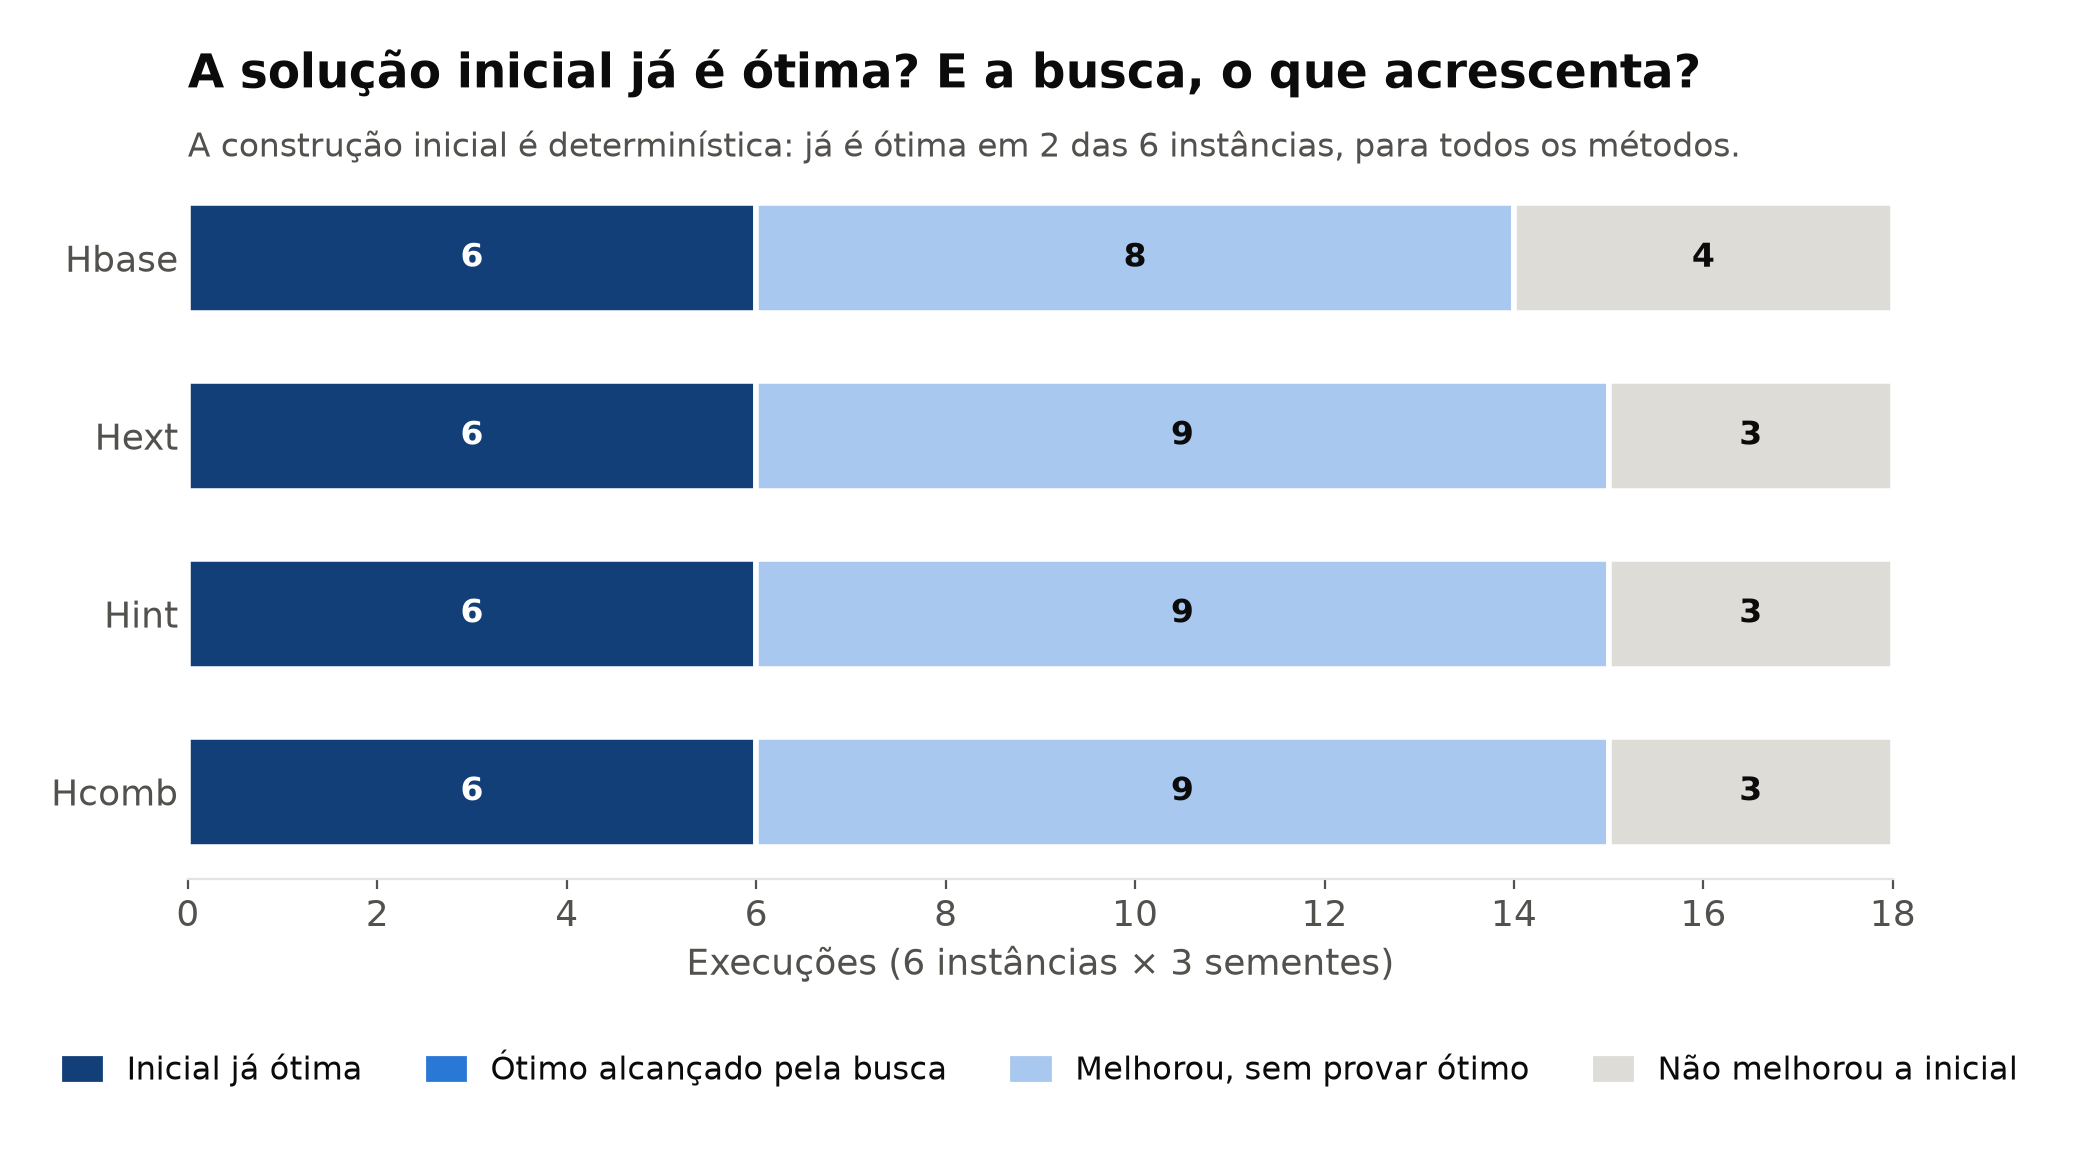 A solução inicial já é ótima? E a busca, o que acrescenta?
A construção inicial é determinística: já é ótima em 2 das 6 instâncias, para todos os métodos.
Hbase 6 8 4
Hext 6 9 3
Hint 6 9 3
Hcomb 6 9 3
0 2 4 6 8 10 12 14 16 18
Execuções (6 instâncias × 3 sementes)
Inicial já ótima Ótimo alcançado pela busca Melhorou, sem provar ótimo Não melhorou a inicial